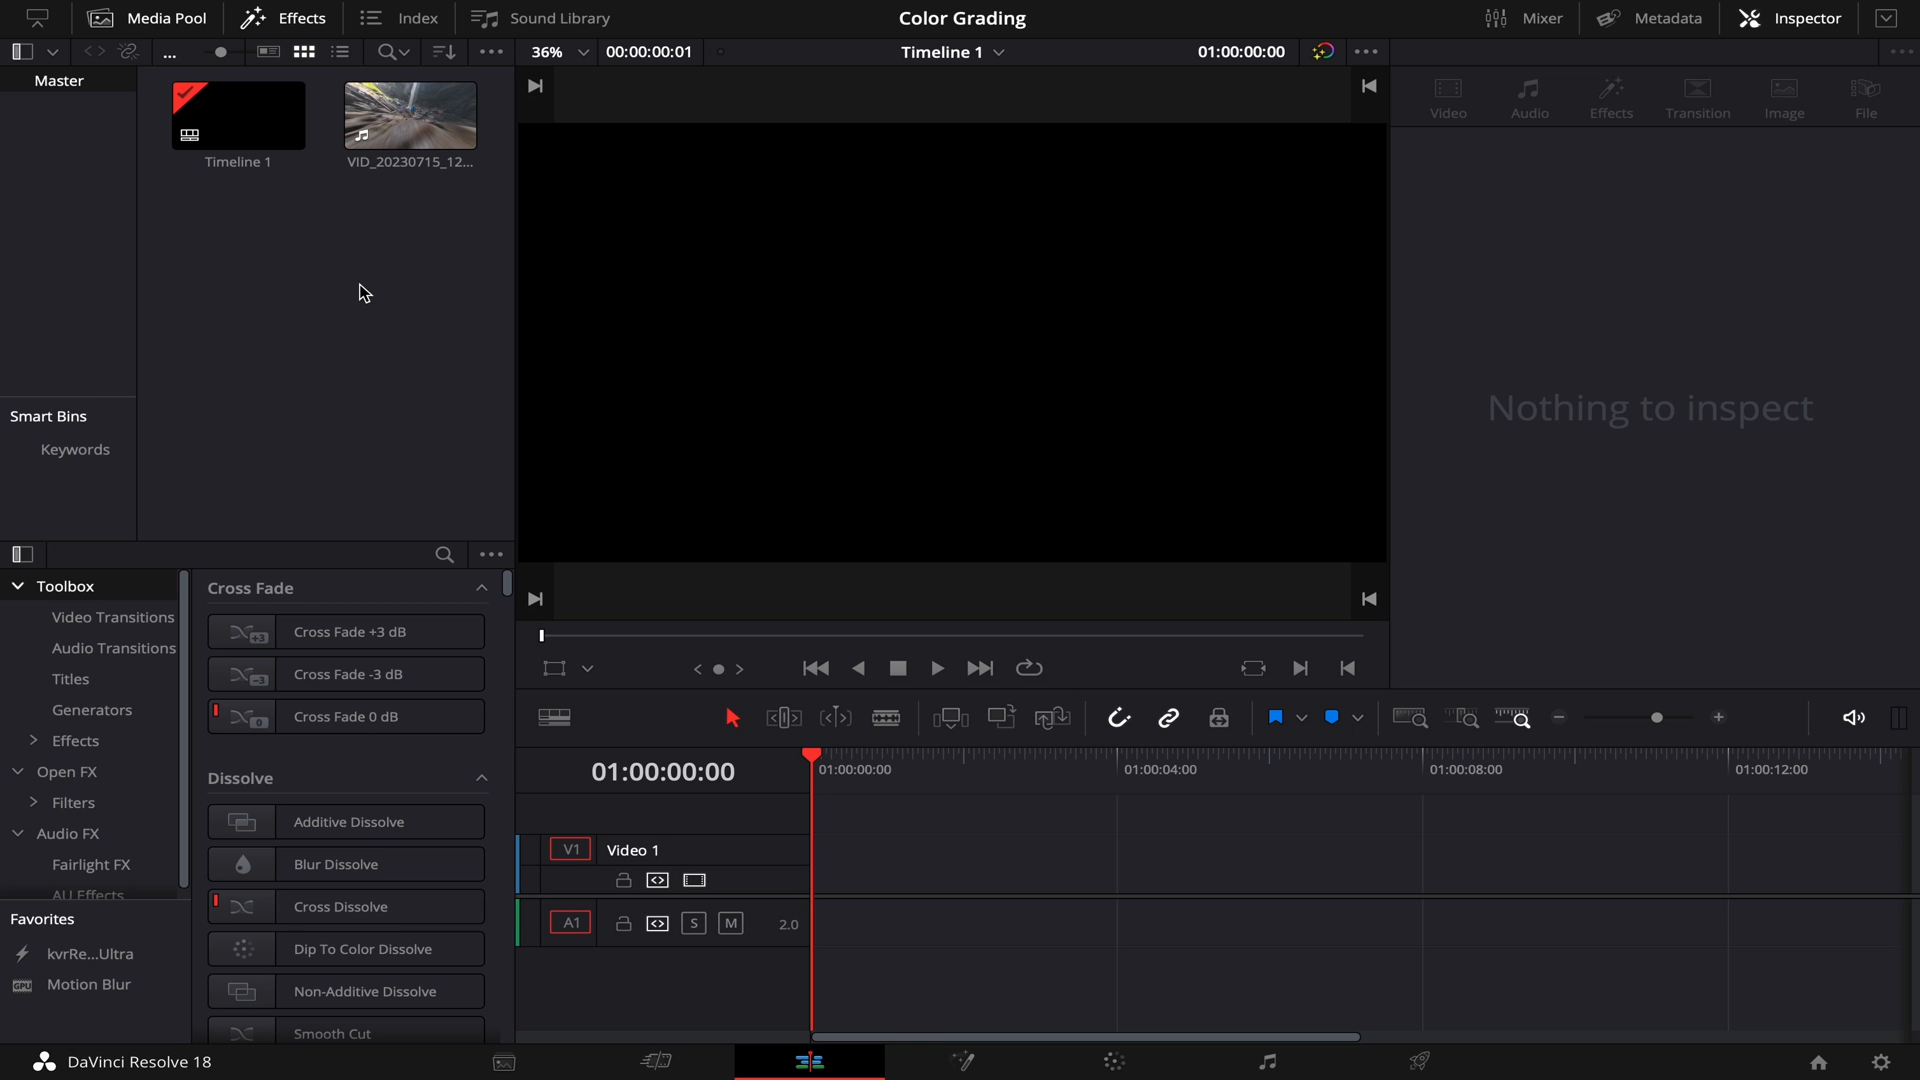 Media Pool
Effects
Index
Sound Library
Color Grading
Mixer
Metadata
Inspector
36%
00:00:00:01
Timeline 1
01:00:00:00
Master
Timeline 1
VID_20230715_12...
Video
Audio
Effects
Transition
Image
File
Nothing to inspect
Smart Bins
Keywords
Toolbox
Video Transitions
Audio Transitions
Titles
Generators
Effects
Open FX
Filters
Audio FX
Fairlight FX
AU Effects
Favorites
kvrRe...Ultra
GPU
Motion Blur
Cross Fade
+3
Cross Fade +3 dB
-3
Cross Fade -3 dB
0
Cross Fade 0 dB
Dissolve
Additive Dissolve
Blur Dissolve
Cross Dissolve
Dip To Color Dissolve
Non-Additive Dissolve
Smooth Cut
01:00:00:00
01:00:00:00
01:00:04:00
01:00:08:00
01:00:12:00
V1
Video 1
A1
S
M
2.0
DaVinci Resolve 18